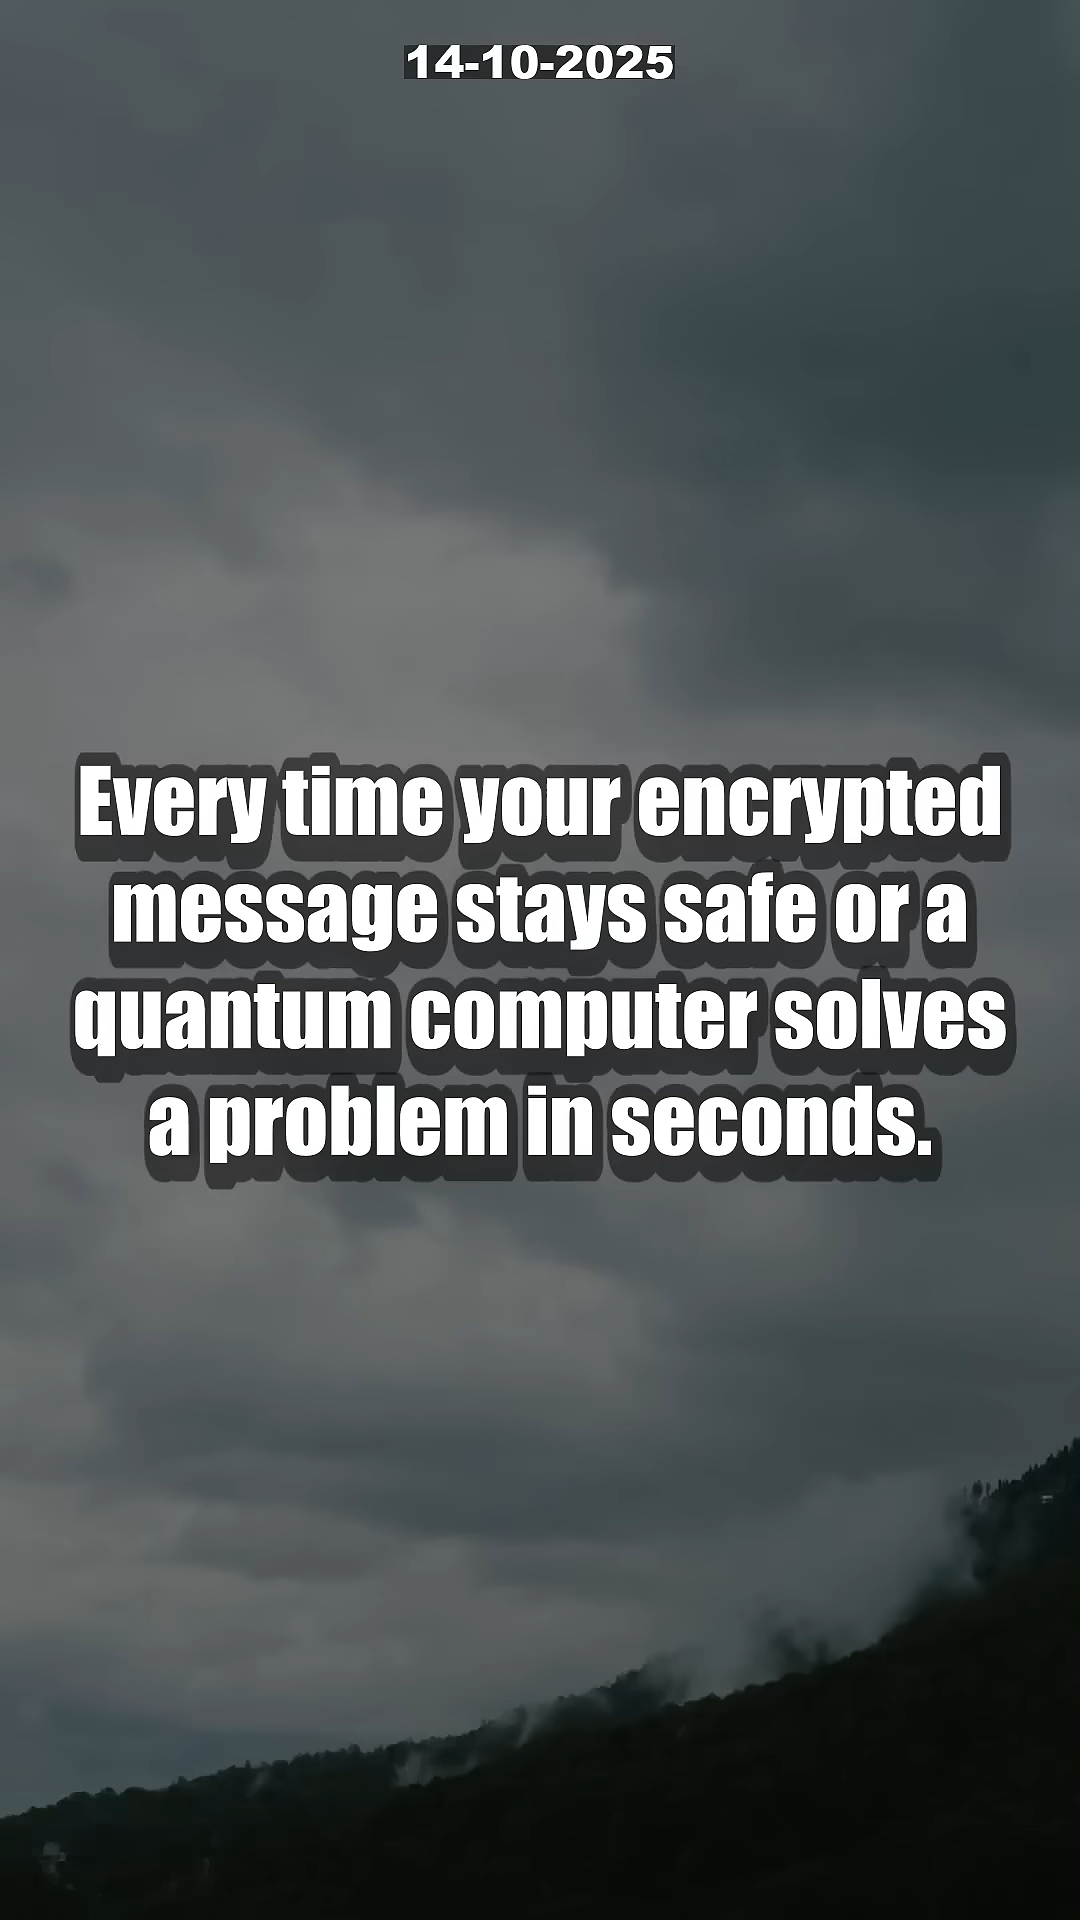 14-10-2025
Every time your encrypted
message stays safe or a
quantum computer solves
a problem in seconds.